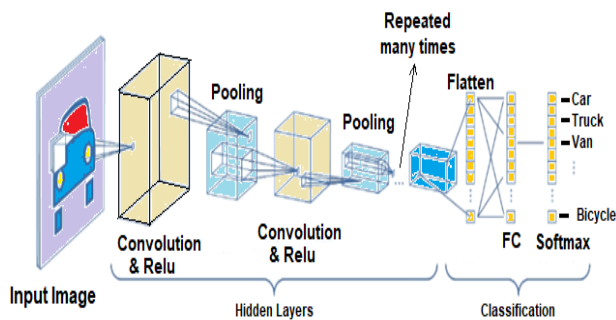 Repeated
many times
Flatten
Pooling
Pooling
Car
Truck
Van
Bicycle
Convolution
& Relu
Convolution
& Relu
FC
Softmax
Input Image
Hidden Layers
Classification